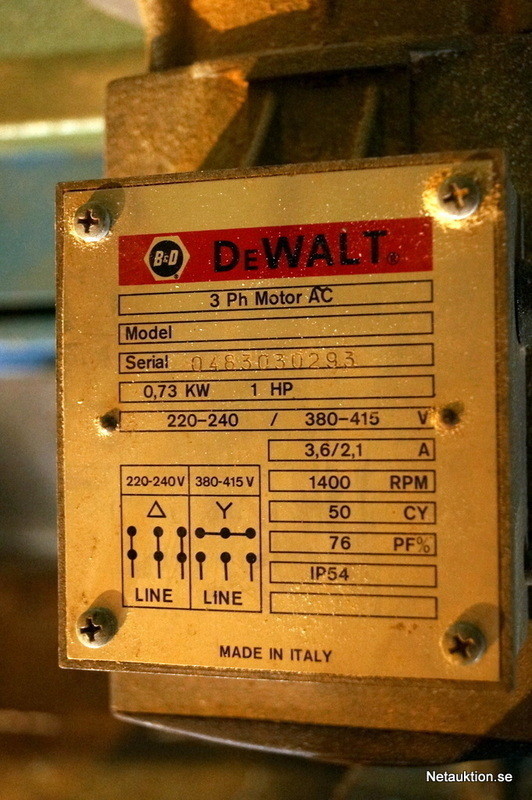 B&D DEWALT®
3 Ph Motor AC
Model
Serial 0483030293
0,73 KW 1 HP
220-240 / 380-415 V
3,6/2,1 A
1400 RPM
50 CY
76 PF%
IP54
220-240V 380-415V
Δ Y
LINE LINE
MADE IN ITALY
Netauktion.se